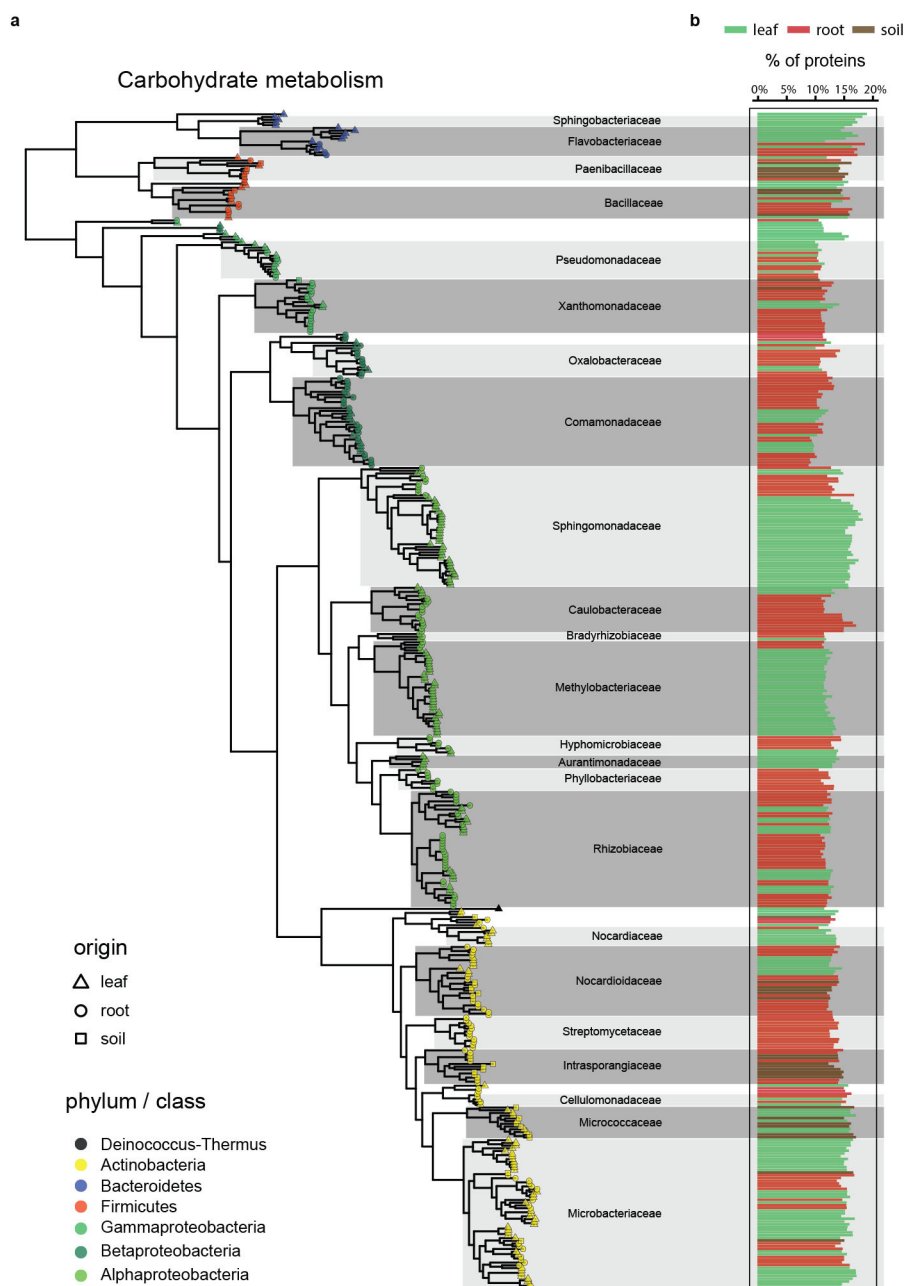 a
b
leaf root soil
% of proteins
Carbohydrate metabolism
0% 5% 10% 15% 20%
Sphingobacteriaceae
Flavobacteriaceae
Paenibacillaceae
Bacillaceae
Pseudomonadaceae
Xanthomonadaceae
Oxalobacteraceae
Comamonadaceae
Sphingomonadaceae
Caulobacteraceae
Bradyrhizobiaceae
Methylobacteriaceae
Hyphomicrobiaceae
Aurantimonadaceae
Phyllobacteriaceae
Rhizobiaceae
Nocardiaceae
Nocardioidaceae
Streptomycetaceae
Intrasporangiaceae
Cellulomonadaceae
Micrococcaceae
Microbacteriaceae
origin
leaf
root
soil
phylum / class
Deinococcus-Thermus
Actinobacteria
Bacteroidetes
Firmicutes
Gammaproteobacteria
Betaproteobacteria
Alphaproteobacteria